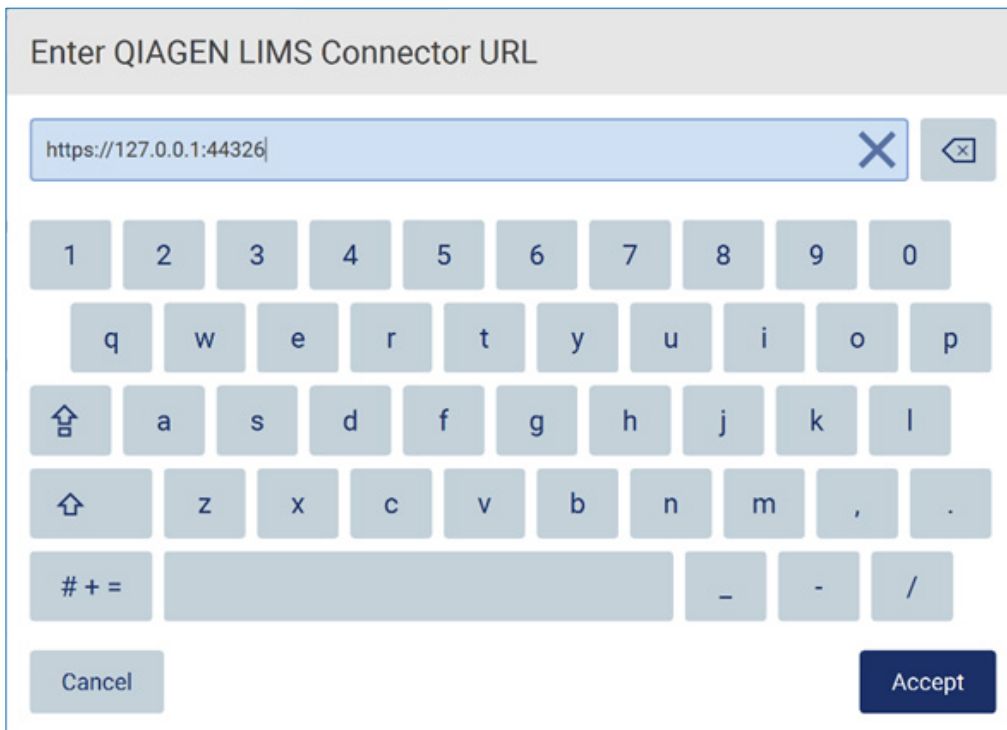 Enter QIAGEN LIMS Connector URL
https://127.0.0.1:44326
1 2 3 4 5 6 7 8 9 0
q w e r t y u i o p
a s d f g h j k l
z x c v b n m , .
# + = _ - /
Cancel Accept